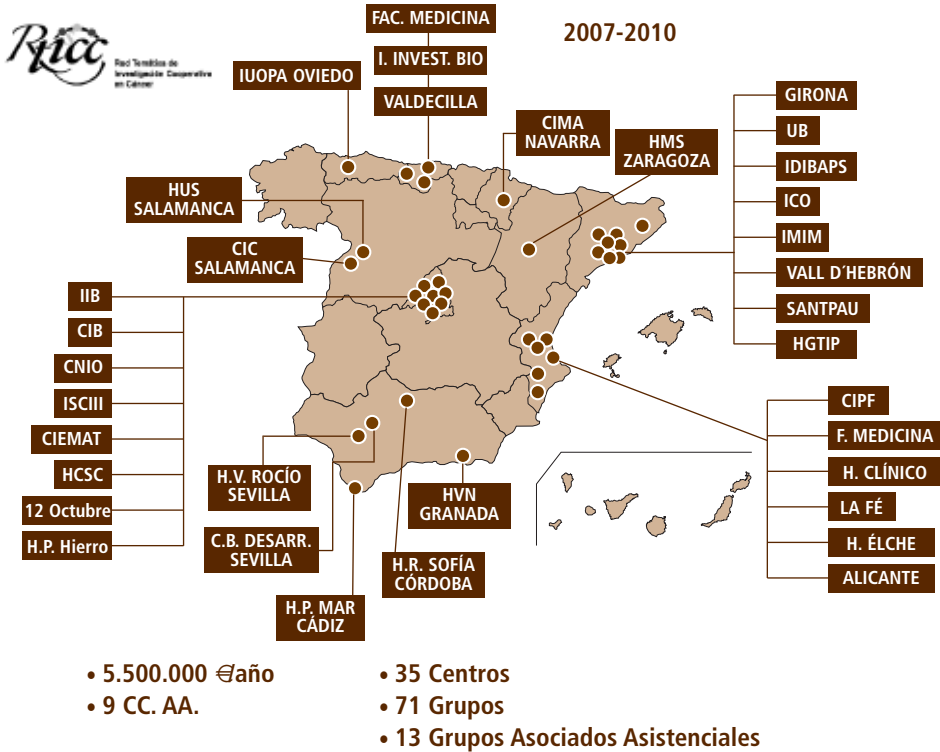 RTICC
Red Temática de
Investigación Cooperativa
en Cáncer
2007-2010
FAC. MEDICINA
I. INVEST. BIO
VALDECILLA
IUOPA OVIEDO
CIMA
NAVARRA
HMS
ZARAGOZA
GIRONA
UB
IDIBAPS
ICO
IMIM
VALL D´HEBRÓN
SANTPAU
HGTIP
HUS
SALAMANCA
CIC
SALAMANCA
IIB
CIB
CNIO
ISCIII
CIEMAT
HCSC
12 Octubre
H.P. Hierro
CIPF
F. MEDICINA
H. CLÍNICO
LA FÉ
H. ÉLCHE
ALICANTE
H.V. ROCÍO
SEVILLA
C.B. DESARR.
SEVILLA
H.P. MAR
CÁDIZ
H.R. SOFÍA
CÓRDOBA
HVN
GRANADA
• 5.500.000 €/año
• 9 CC. AA.
• 35 Centros
• 71 Grupos
• 13 Grupos Asociados Asistenciales